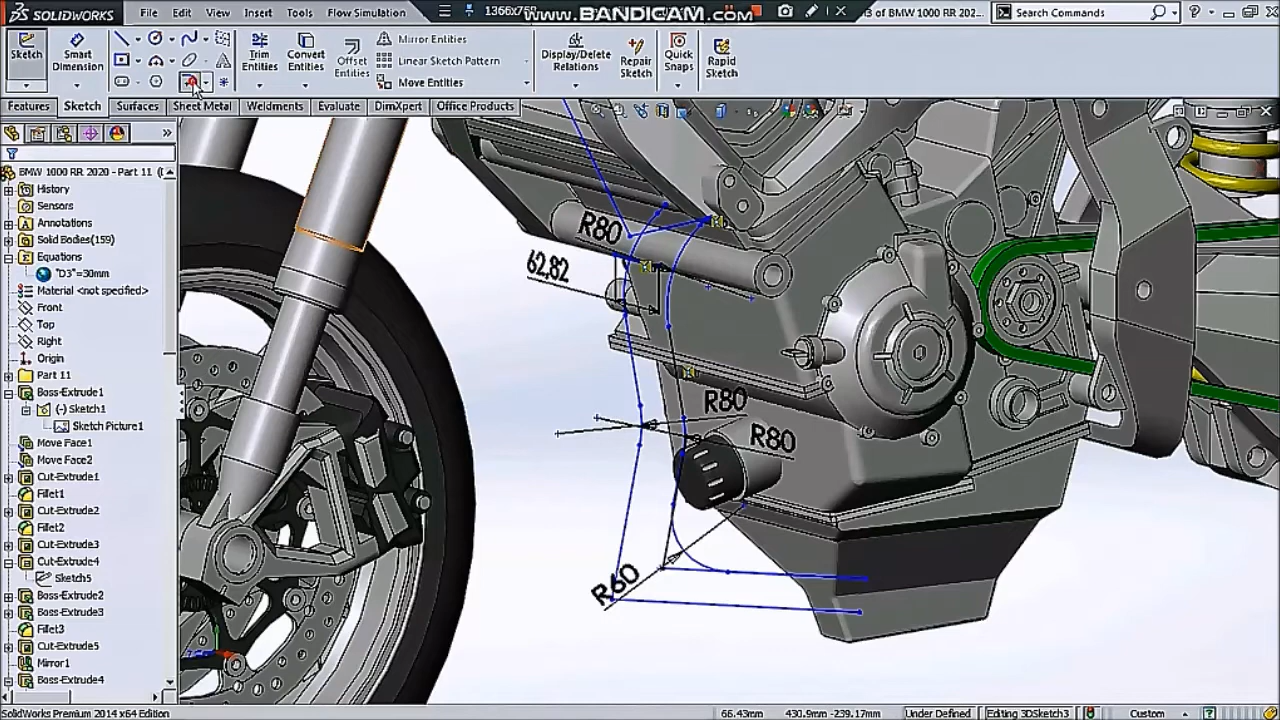 SOLIDWORKS File Edit View Insert Tools Flow Simulation 1366x768 www.BANDICAM.com 3 of BMW 1000 RR 202... Search Commands
Sketch Smart Dimension Trim Entities Convert Entities Offset Entities Mirror Entities Linear Sketch Pattern Move Entities Display/Delete Relations Repair Sketch Quick Snaps Rapid Sketch
Features Sketch Surfaces Sheet Metal Weldments Evaluate DimXpert Office Products
BMW 1000 RR 2020 - Part 11 (
History
Sensors
Annotations
Solid Bodies(159)
Equations
"D3"=30mm
Material <not specified>
Front
Top
Right
Origin
Part 11
Boss-Extrude1
(-) Sketch1
Sketch Picture1
Move Face1
Move Face2
Cut-Extrude1
Fillet1
Cut-Extrude2
Fillet2
Cut-Extrude3
Cut-Extrude4
Sketch5
Boss-Extrude2
Boss-Extrude3
Fillet3
Cut-Extrude5
Mirror1
Boss-Extrude4
R80
62,82
R80
R80
R60
SolidWorks Premium 2014 x64 Edition 66.43mm 430.9mm -239.17mm Under Defined Editing 3DSketch3 Custom